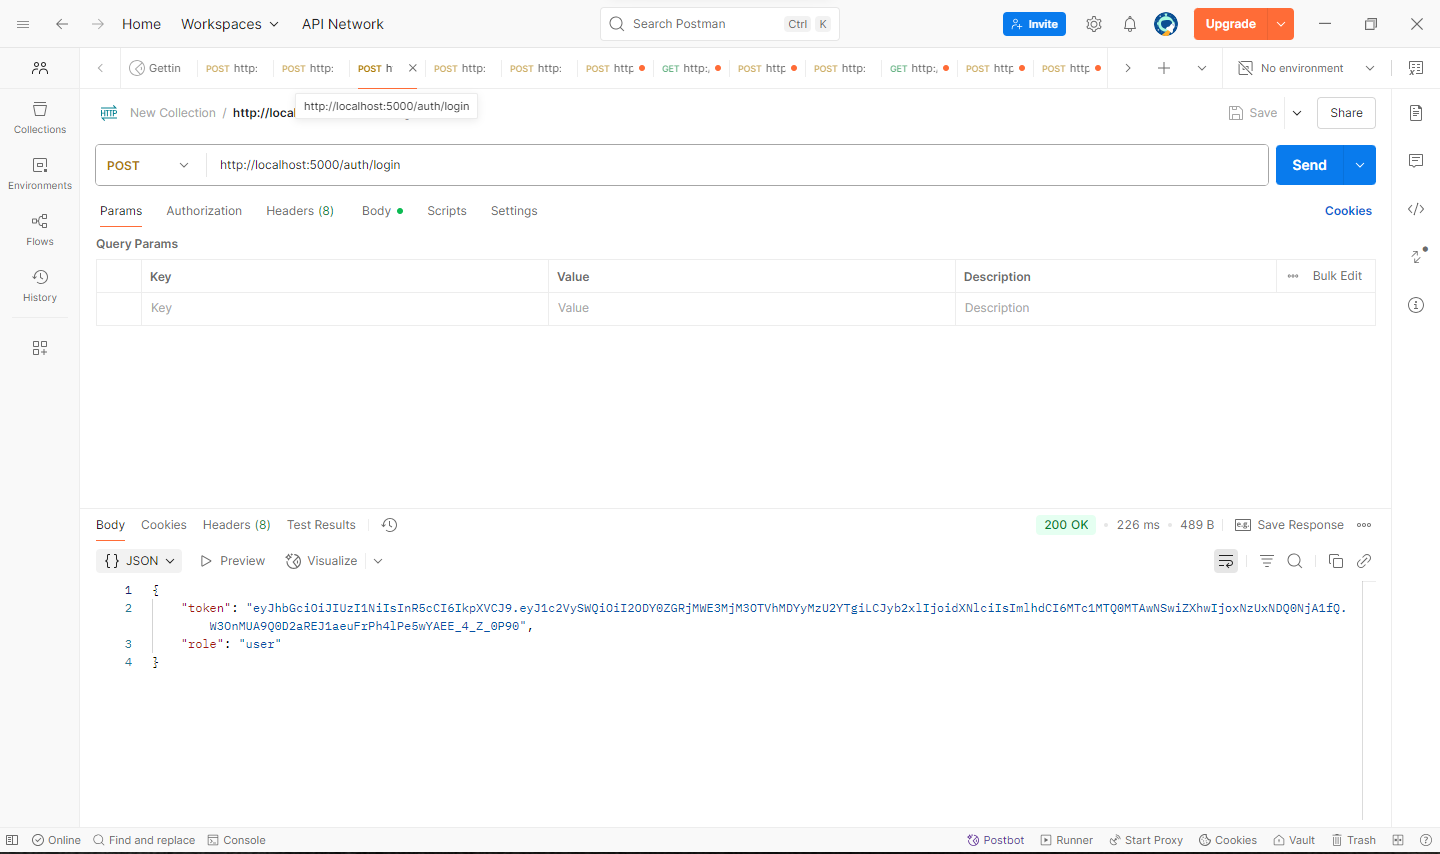 Home Workspaces API Network Search Postman Ctrl K Invite Upgrade
Gettin POST http: POST http: POST h POST http: POST http: POST http GET http:, POST http POST http: GET http:, POST http POST http No environment
HTTP New Collection / http://local Save Share
http://localhost:5000/auth/login
POST http://localhost:5000/auth/login Send
Params Authorization Headers (8) Body Scripts Settings Cookies
Query Params
Key Value Description Bulk Edit
Key Value Description
Collections
Environments
Flows
History
Body Cookies Headers (8) Test Results 200 OK 226 ms 489 B Save Response
{} JSON Preview Visualize
1 {
2 "token": "eyJhbGciOiJIUzI1NiIsInR5cCI6IkpXVCJ9.eyJ1c2VySWQiOiI2ODY0ZGRjMWE3MjM3OTVhMDYyMzU2YTgiLCJyb2xlIjoidXNlciIsImlhdCI6MTc1MTQ0MTAwNSwiZXhwIjoxNzUxNDQ0NjA1fQ.
W3OnMUA9Q0D2aREJ1aeuFrPh4lPe5wYAEE_4_Z_0P90",
3 "role": "user"
4 }
Online Find and replace Console Postbot Runner Start Proxy Cookies Vault Trash